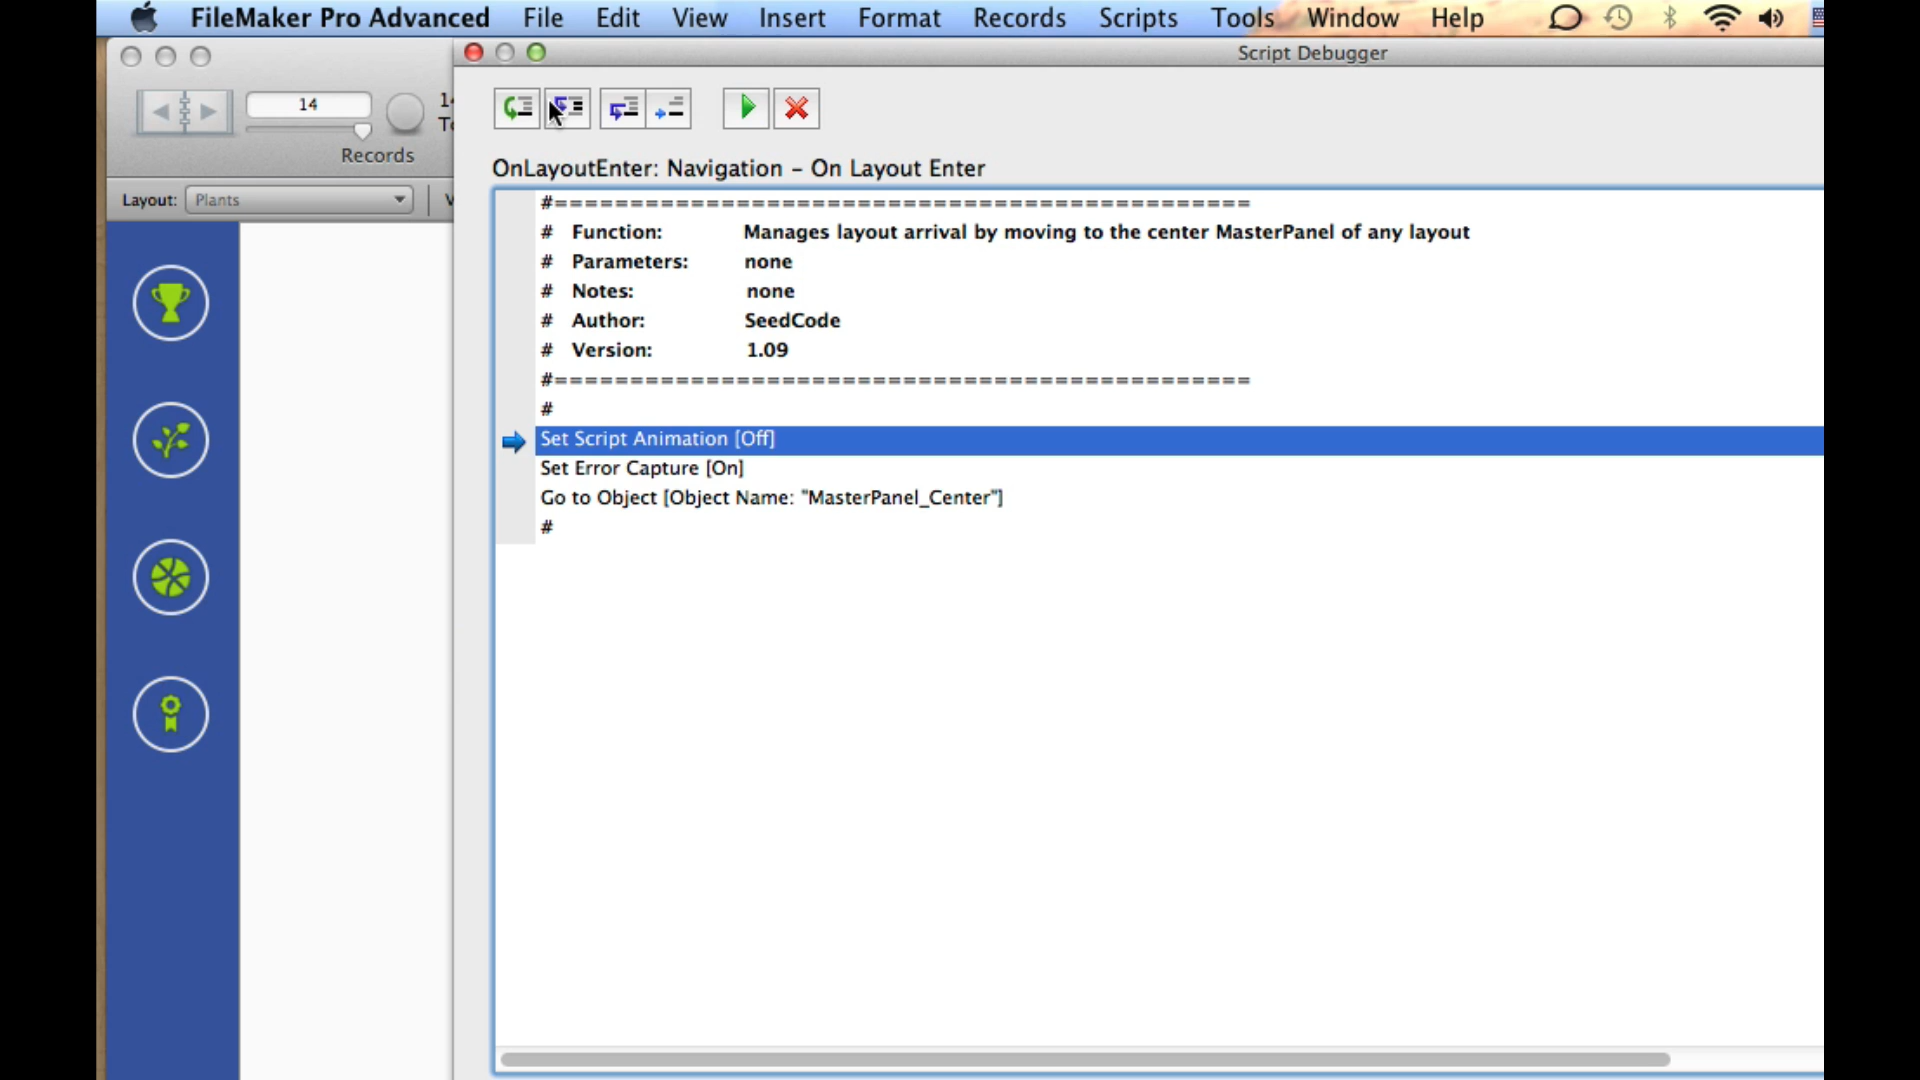 FileMaker Pro Advanced File Edit View Insert Format Records Scripts Tools Window Help
Script Debugger
14
Records
Layout: Plants
OnLayoutEnter: Navigation – On Layout Enter
#==============================================
# Function: Manages layout arrival by moving to the center MasterPanel of any layout
# Parameters: none
# Notes: none
# Author: SeedCode
# Version: 1.09
#==============================================
#
Set Script Animation [Off]
Set Error Capture [On]
Go to Object [Object Name: "MasterPanel_Center"]
#